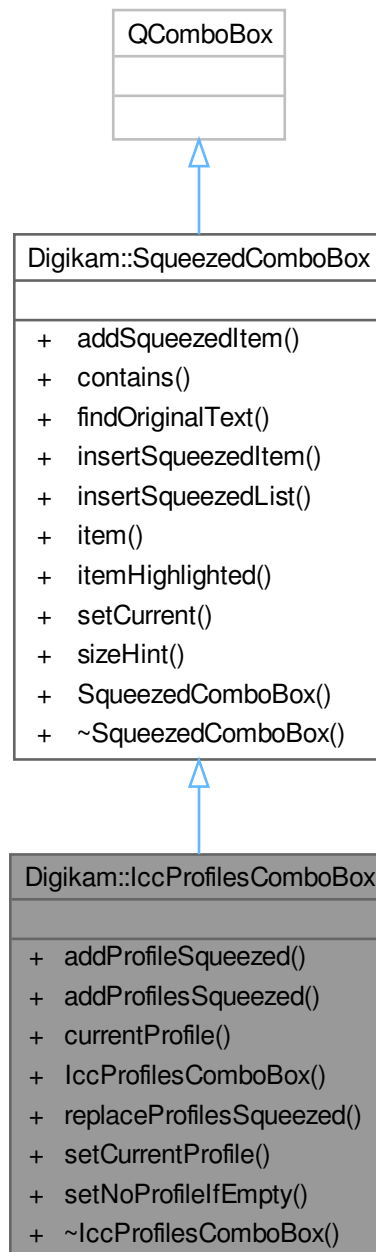 QComboBox
Digikam::SqueezedComboBox
+ addSqueezedItem()
+ contains()
+ findOriginalText()
+ insertSqueezedItem()
+ insertSqueezedList()
+ item()
+ itemHighlighted()
+ setCurrent()
+ sizeHint()
+ SqueezedComboBox()
+ ~SqueezedComboBox()
Digikam::IccProfilesComboBox
+ addProfileSqueezed()
+ addProfilesSqueezed()
+ currentProfile()
+ IccProfilesComboBox()
+ replaceProfilesSqueezed()
+ setCurrentProfile()
+ setNoProfileIfEmpty()
+ ~IccProfilesComboBox()